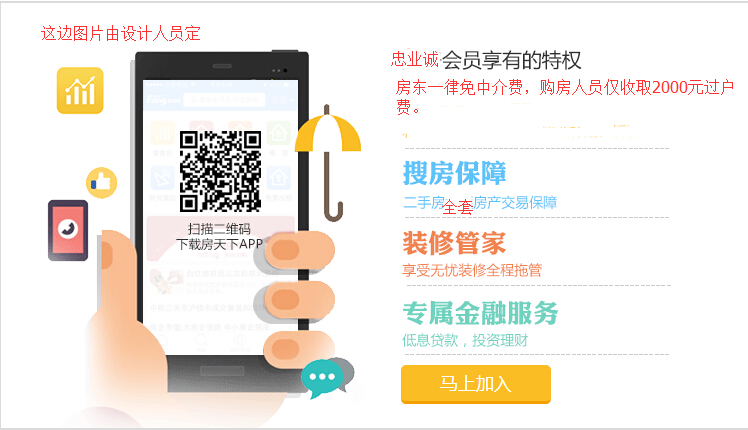 这边图片由设计人员定
忠业诚:会员享有的特权
房东一律免中介费，购房人员仅收取2000元过户
费。
搜房保障
二手房全套房产交易保障
装修管家
享受无忧装修全程拖管
专属金融服务
低息贷款，投资理财
马上加入
扫描二维码
下载房天下APP